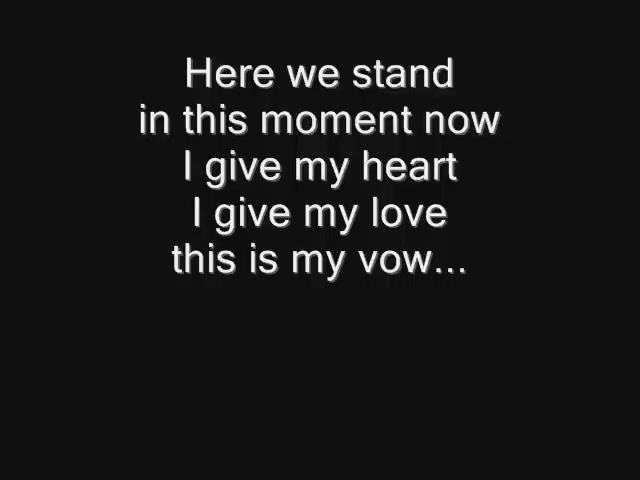 Here we stand
in this moment now
I give my heart
I give my love
this is my vow...